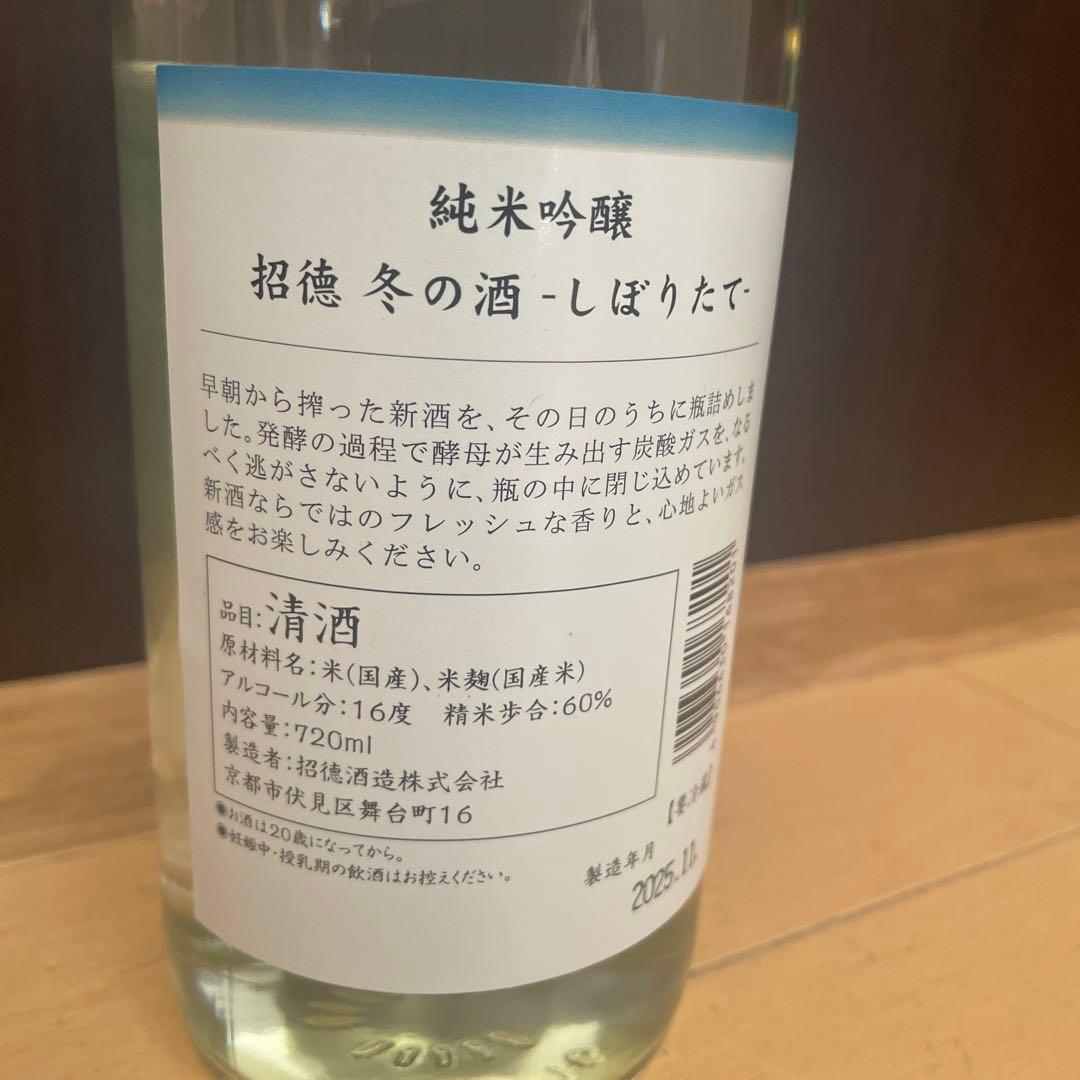 純米吟醸
招德 冬の酒 -しぼりたて-
早朝から搾った新酒を、その日のうちに瓶詰めしま
した。発酵の過程で酵母が生み出す炭酸ガスを、なる
べく逃がさないように、瓶の中に閉じ込めています。
新酒ならではのフレッシュな香りと、心地よいガス
感をお楽しみください。
品目:清酒
原材料名:米(国産)、米麹(国産米)
アルコール分:16度 精米歩合:60%
内容量:720ml
製造者:招德酒造株式会社
京都市伏見区舞台町16
●お酒は20歳になってから。
●妊娠中・授乳期の飲酒はお控えください。
【要冷蔵】
製造年月
2025.11.